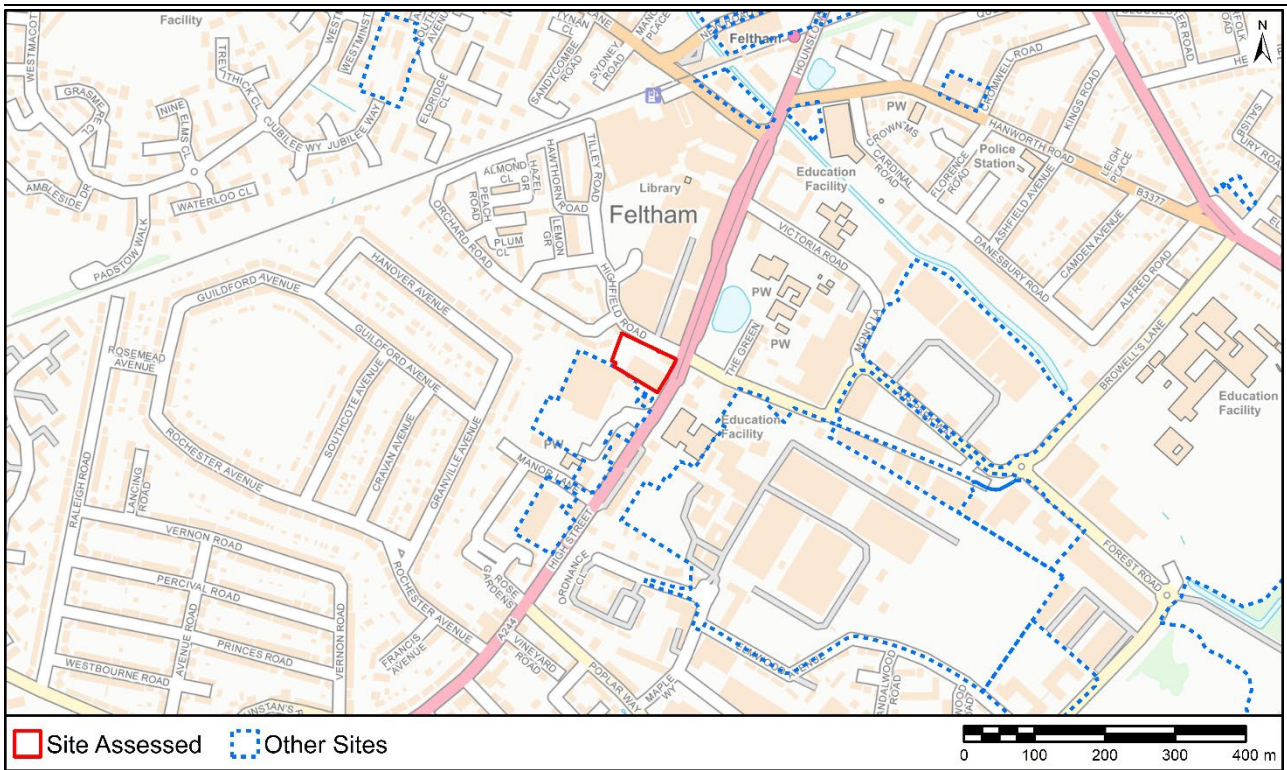 Facility
WESTMACOT
TREVITHICK CL
NINE ELMS CL
GRASMERE CL
JUBILEE WY
JUBILEE WAY
ELDRIDGE CL
AMBLESIDE DR
WATERLOO CL
PADSTOW WALK
SANDYCOMBE ROAD
SYDNEY ROAD
PLACE
Feltham
N
CROMWELL ROAD
KINGS ROAD
PW
CROWN MS
CARDINAL ROAD
HANWORTH ROAD
Police Station
LEIGH PLACE
FLORENCE ROAD
ASHFIELD AVENUE
B3377
Education Facility
DANESBURY ROAD
CAMDEN AVENUE
ALFRED ROAD
TILLEY ROAD
HAWTHORN ROAD
HAZEL GR
ALMOND CL
PEACH ROAD
LEMON GR
PLUM CL
ORCHARD ROAD
Library
Feltham
HIGHFIELD ROAD
VICTORIA ROAD
PW
PW
THE GREEN
BROWELL'S LANE
Education Facility
GUILDFORD AVENUE
HANOVER AVENUE
GUILDFORD AVENUE
ROSEMEAD AVENUE
SOUTHCOTE AVENUE
CRAVAN AVENUE
GRANVILLE AVENUE
ROCHESTER AVENUE
RALEIGH ROAD
LANCING ROAD
Education Facility
PW
HIGH STREET
ORDNANCE CL
ROSE GARDENS
A244
VINEYARD ROAD
POPLAR WAY
MAPLE WY
FOREST ROAD
VERNON ROAD
PERCIVAL ROAD
PRINCES ROAD
WESTBOURNE ROAD
AVENUE ROAD
VERNON ROAD
ROCHESTER AVENUE
FRANCIS AVENUE
Site Assessed
Other Sites
0 100 200 300 400 m